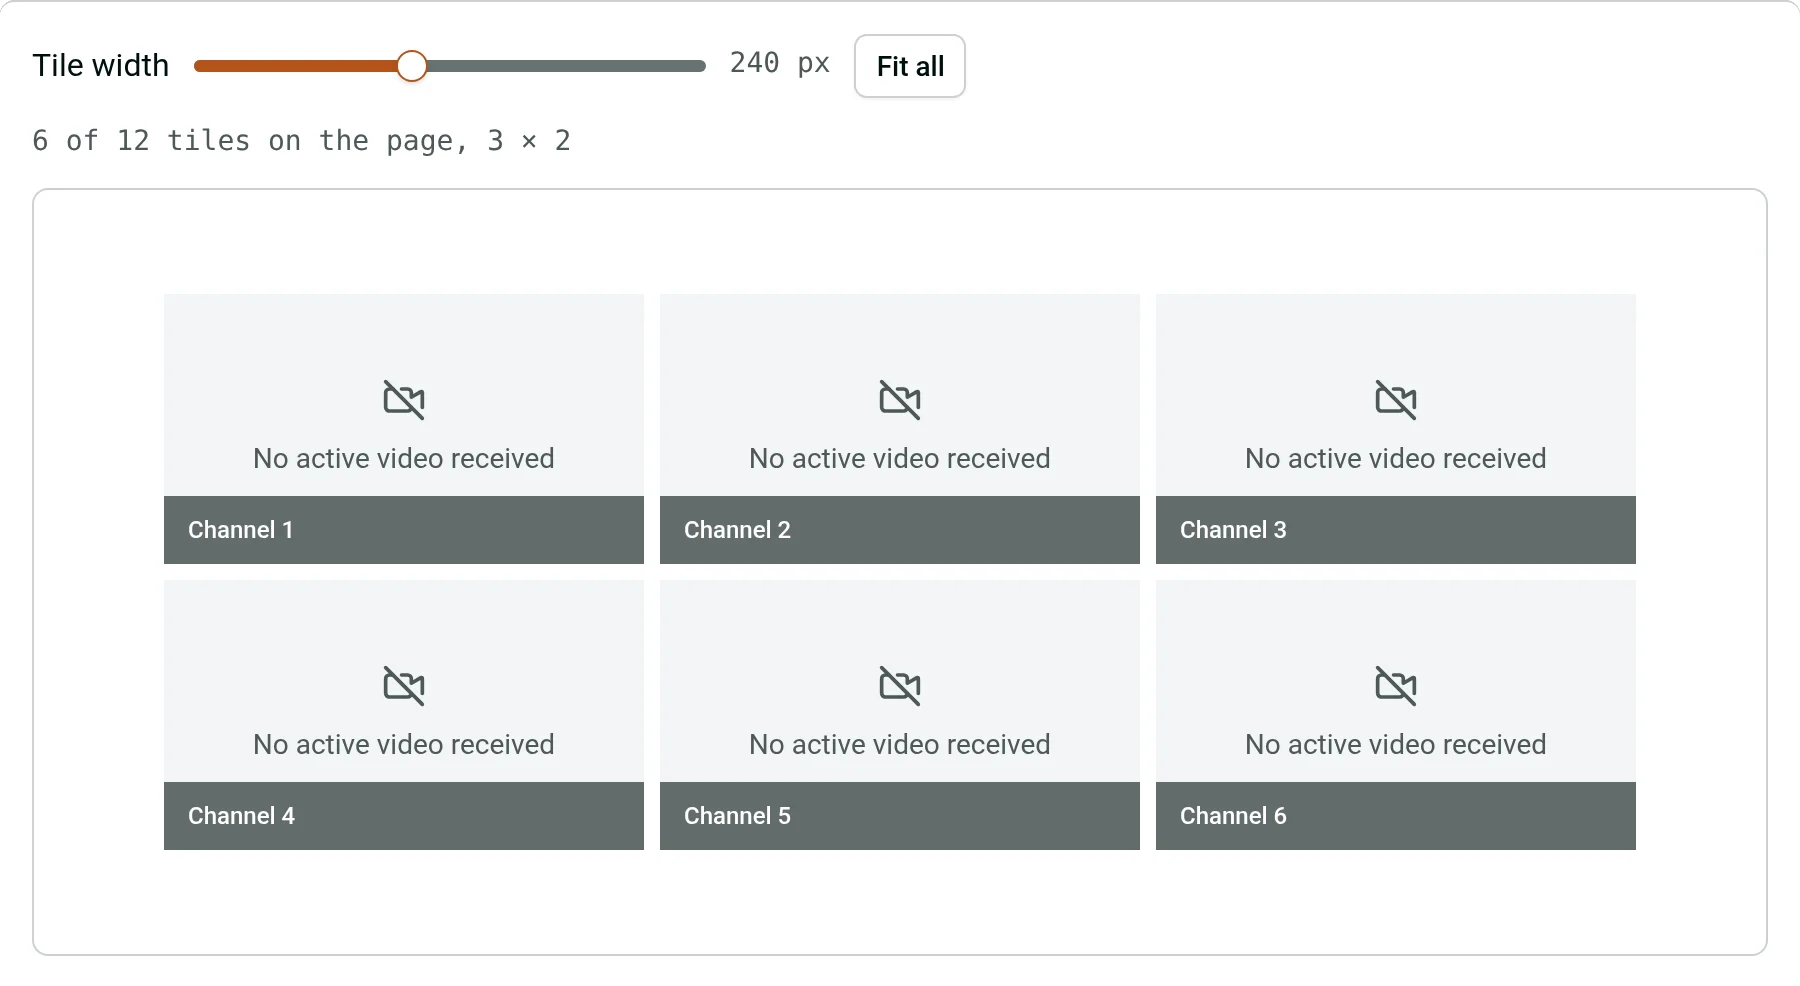 Tile width 240 px Fit all
6 of 12 tiles on the page, 3 × 2
No active video received No active video received No active video received
Channel 1 Channel 2 Channel 3
No active video received No active video received No active video received
Channel 4 Channel 5 Channel 6